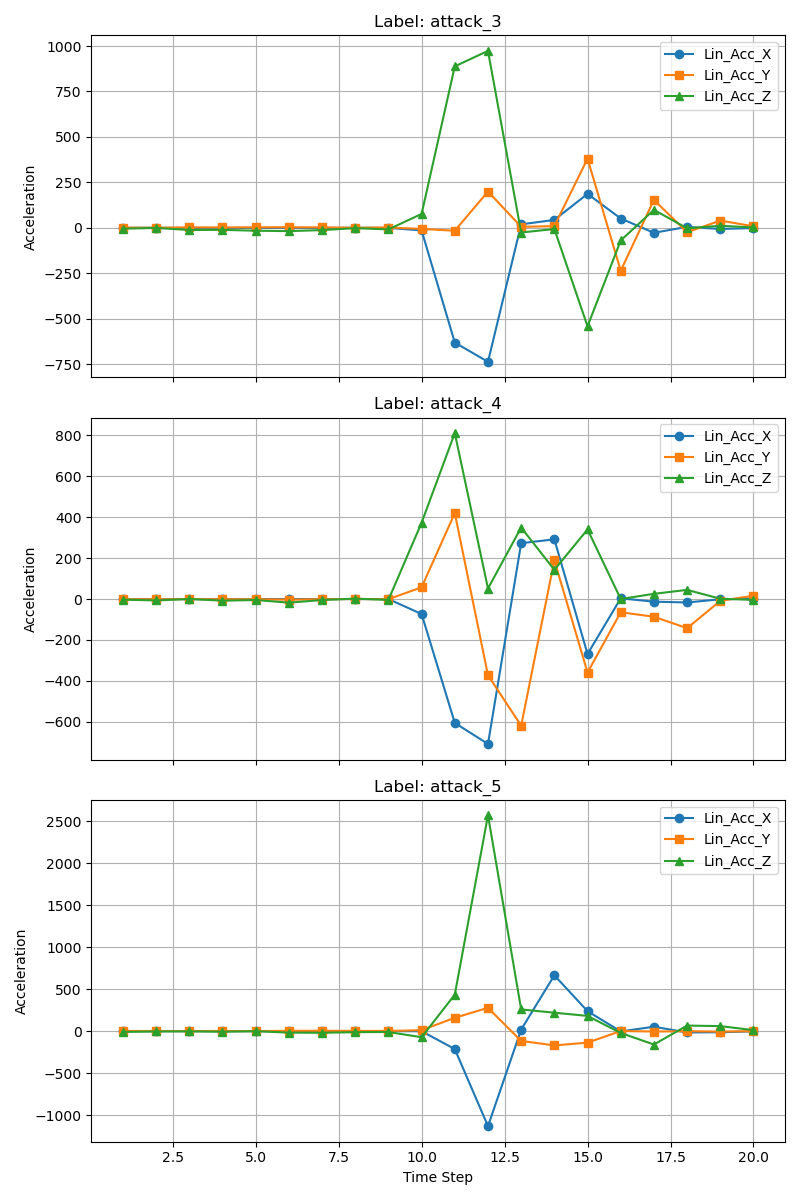 Label: attack_3
1000
750
500
250
0
−250
−500
−750
Acceleration
Lin_Acc_X
Lin_Acc_Y
Lin_Acc_Z
Label: attack_4
800
600
400
200
0
−200
−400
−600
Acceleration
Lin_Acc_X
Lin_Acc_Y
Lin_Acc_Z
Label: attack_5
2500
2000
1500
1000
500
0
−500
−1000
Acceleration
Lin_Acc_X
Lin_Acc_Y
Lin_Acc_Z
2.5 5.0 7.5 10.0 12.5 15.0 17.5 20.0
Time Step